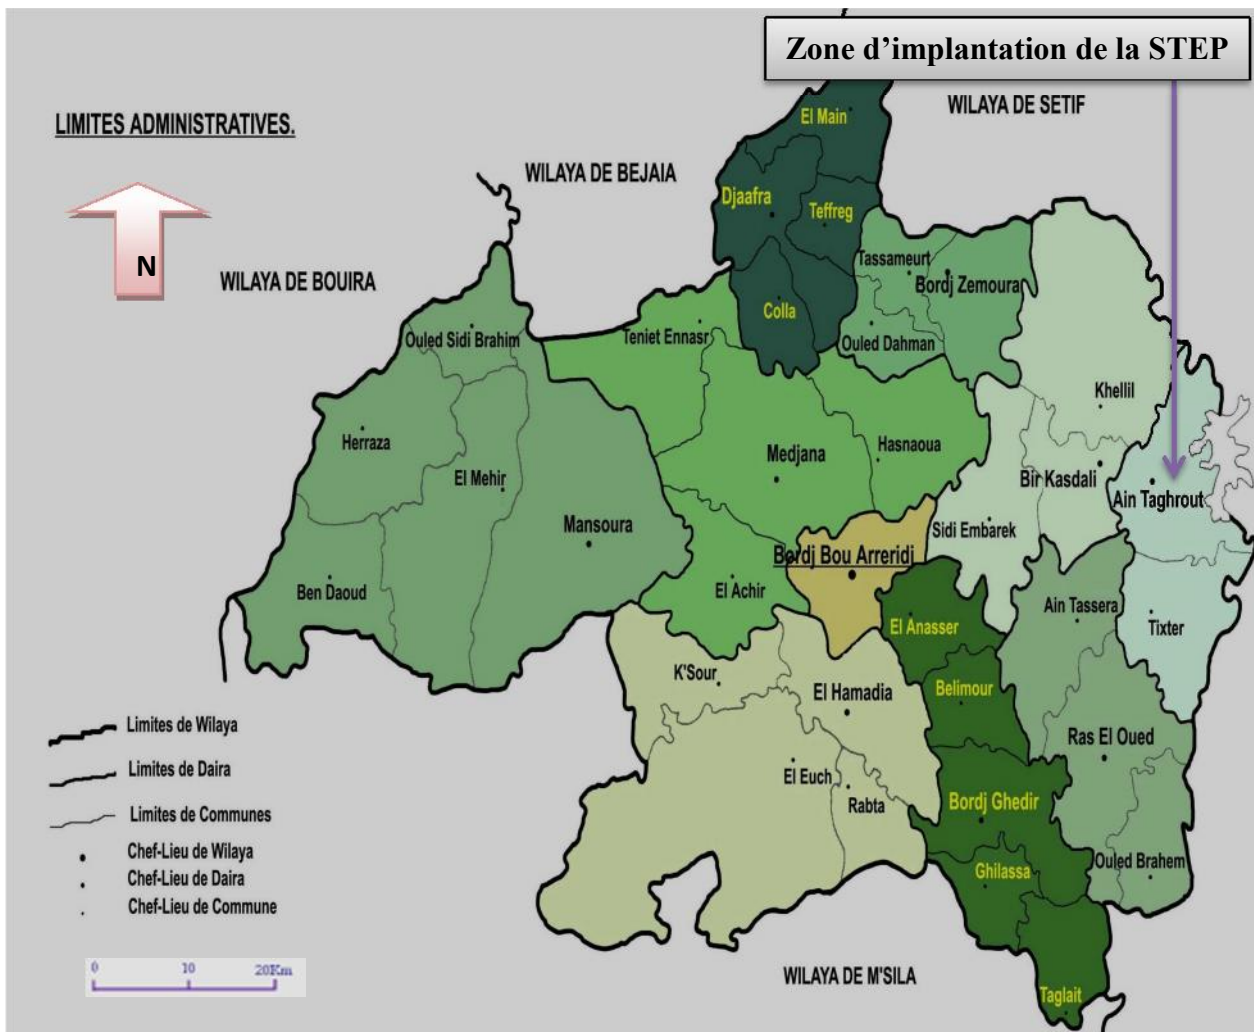 Zone d'implantation de la STEP
WILAYA DE SETIF
LIMITES ADMINISTRATIVES.
El Main
WILAYA DE BEJAIA
Djaafra
Teffreg
N
WILAYA DE BOUIRA
Tassameurt
Bordj Zemoura
Colla
Ouled Sidi Brahim
Teniet Ennasr
Ouled Dahman
Khellil
Herraza
Medjana
Hasnaoua
El Mehir
Bir Kasdali
Ain Taghrout
Mansoura
Sidi Embarek
Bordj Bou Arreridi
Ben Daoud
El Achir
Ain Tassera
El Anasser
Tixter
K'Sour
El Hamadia
Belimour
Limites de Wilaya
Ras El Oued
Limites de Daira
El Euch
Rabta
Bordj Ghedir
Limites de Communes
Chef-Lieu de Wilaya
Ouled Brahem
Chef-Lieu de Daira
Ghilassa
Chef-Lieu de Commune
0 10 20Km
WILAYA DE M'SILA
Taglait